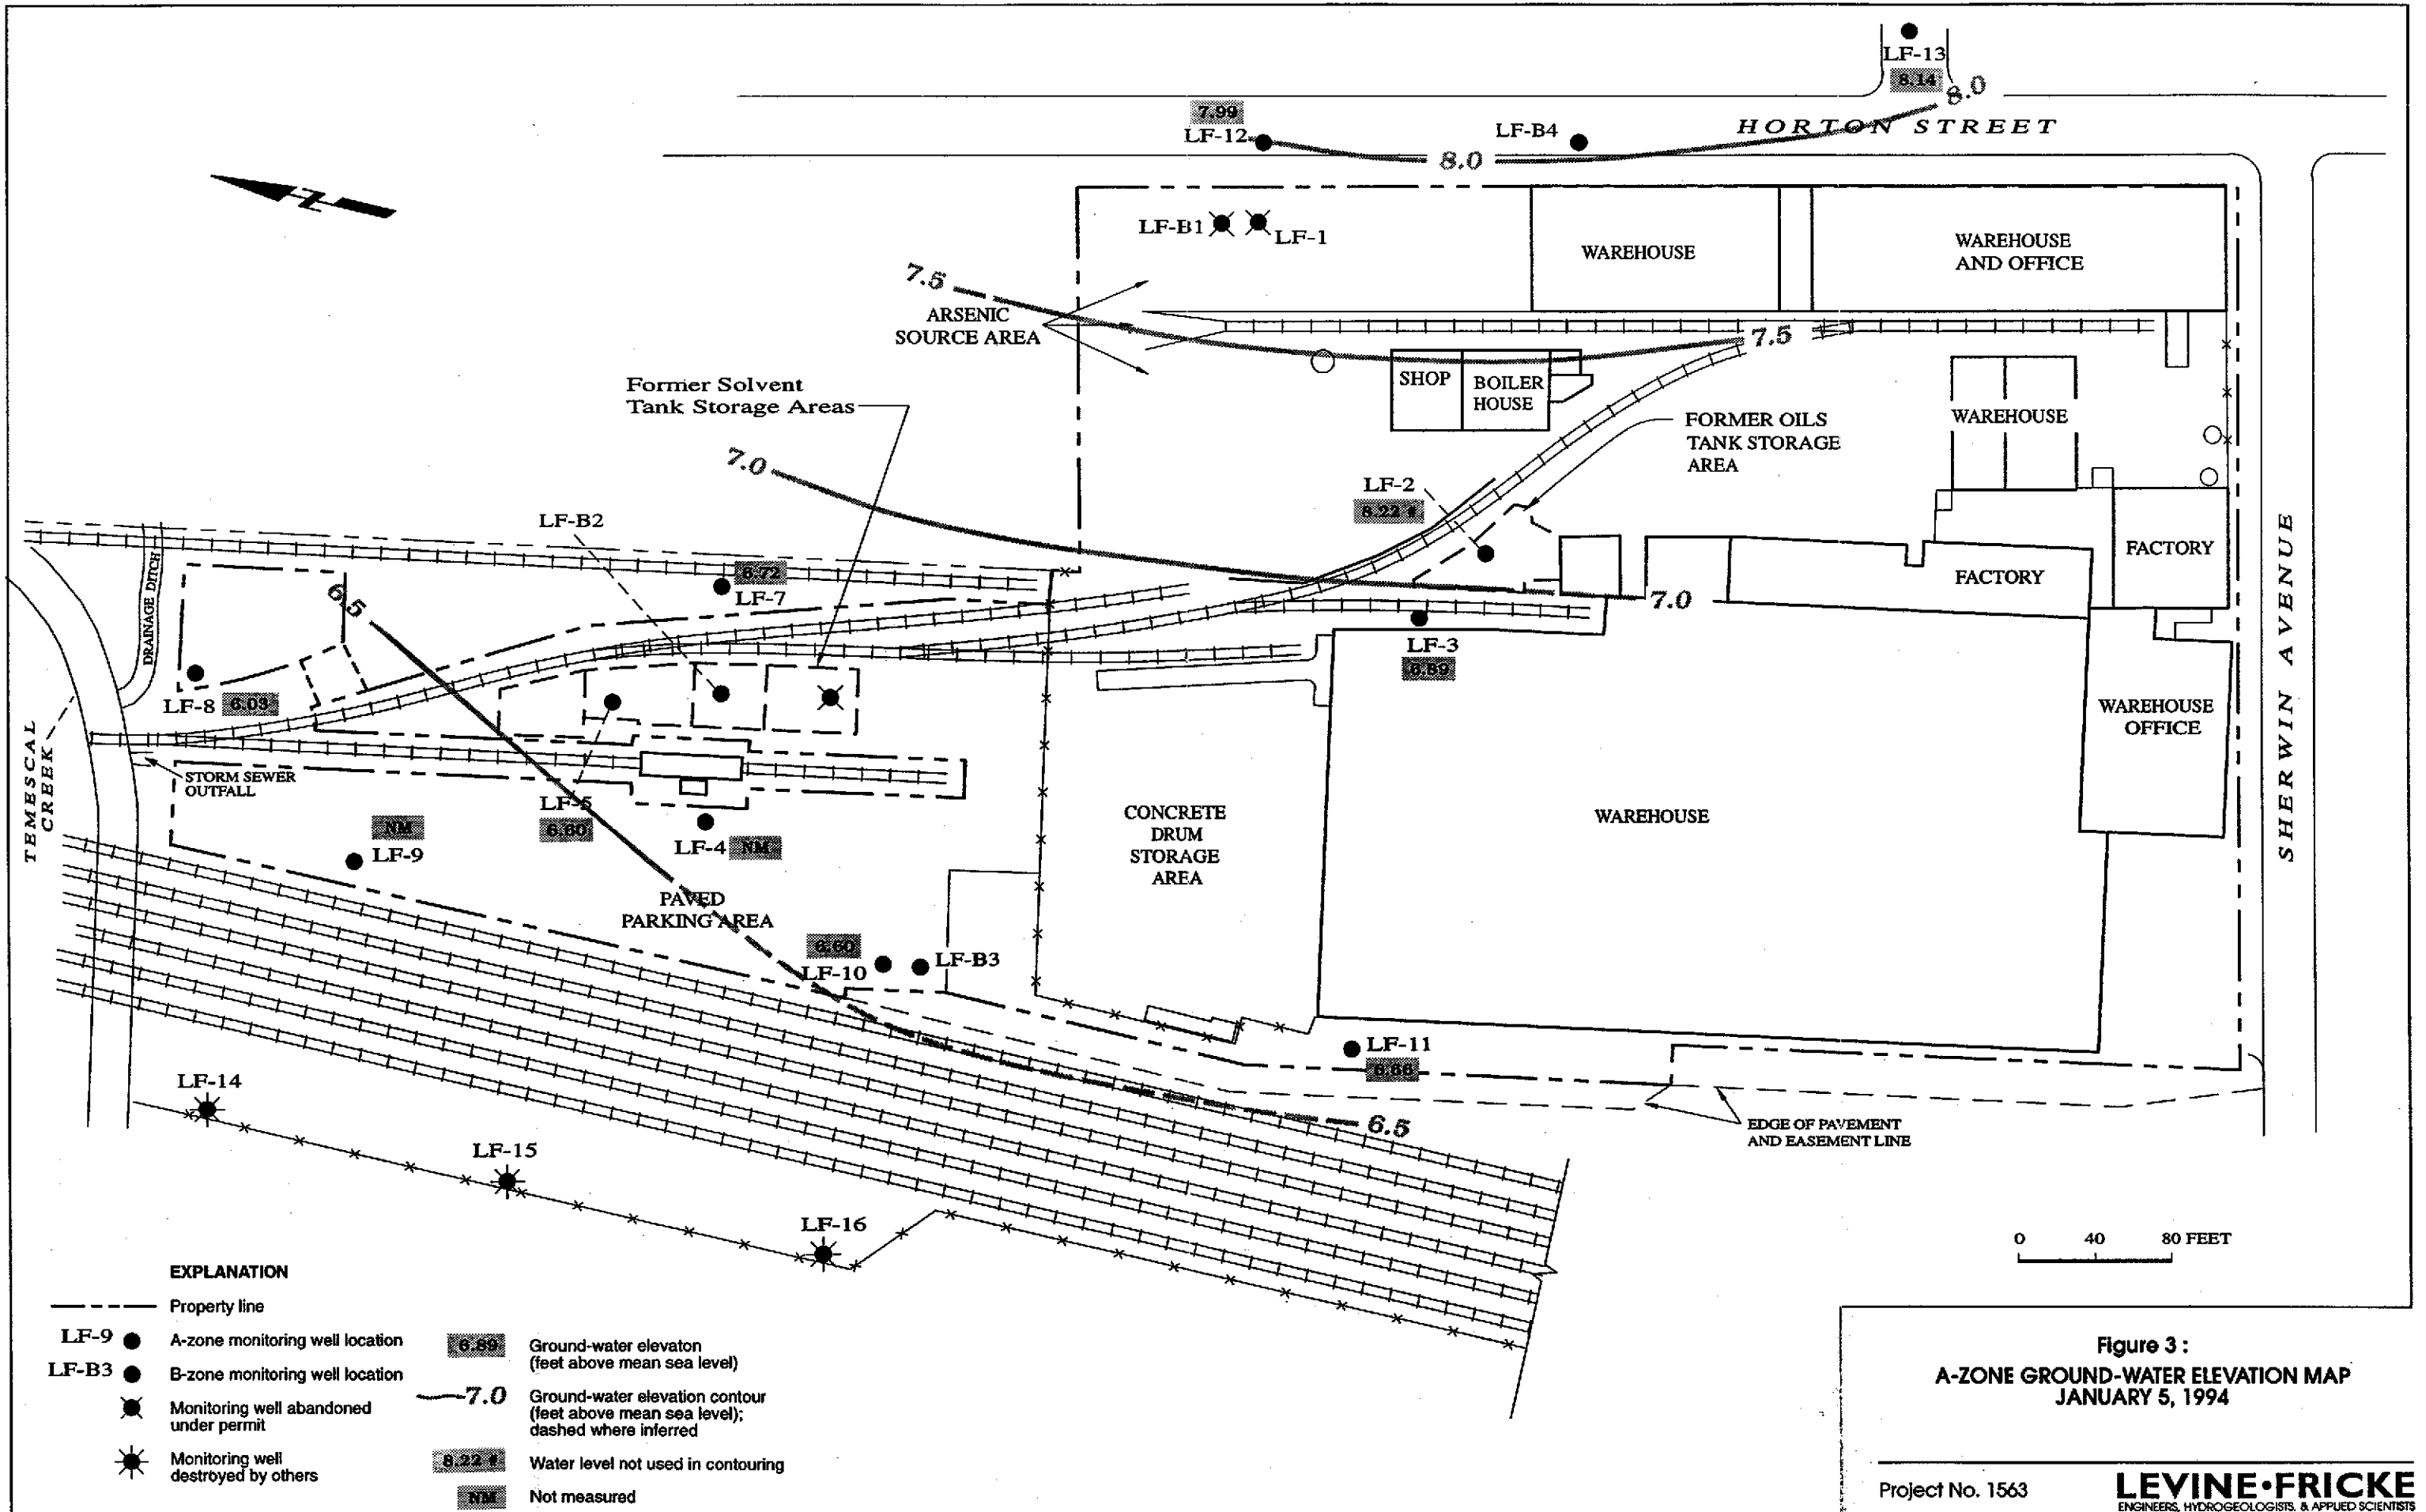 LF-13
8.14
8.0
7.99
LF-12
LF-B4
HORTON STREET
8.0
Z
LF-B1
LF-1
WAREHOUSE
WAREHOUSE
AND OFFICE
7.5
ARSENIC
SOURCE AREA
7.5
SHOP
BOILER
HOUSE
Former Solvent
Tank Storage Areas
FORMER OILS
TANK STORAGE
AREA
WAREHOUSE
7.0
LF-2
8.22 #
LF-B2
DRAINAGE DITCH
6.72
LF-7
6.5
FACTORY
FACTORY
7.0
SHERWIN AVENUE
LF-3
6.89
LF-8
6.03
TEMESCAL
CREEK
STORM SEWER
OUTFALL
WAREHOUSE
OFFICE
LF-5
6.60
NM
LF-9
LF-4
NM
CONCRETE
DRUM
STORAGE
AREA
WAREHOUSE
PAVED
PARKING AREA
6.60
LF-10
LF-B3
LF-11
6.66
6.5
EDGE OF PAVEMENT
AND EASEMENT LINE
LF-14
LF-15
LF-16
0 40 80 FEET
EXPLANATION
Property line
LF-9 A-zone monitoring well location
LF-B3 B-zone monitoring well location
Monitoring well abandoned
under permit
Monitoring well
destroyed by others
6.89 Ground-water elevaton
(feet above mean sea level)
7.0 Ground-water elevation contour
(feet above mean sea level);
dashed where inferred
8.22 # Water level not used in contouring
NM Not measured
Figure 3 :
A-ZONE GROUND-WATER ELEVATION MAP
JANUARY 5, 1994
Project No. 1563
LEVINE•FRICKE
ENGINEERS, HYDROGEOLOGISTS, & APPLIED SCIENTISTS